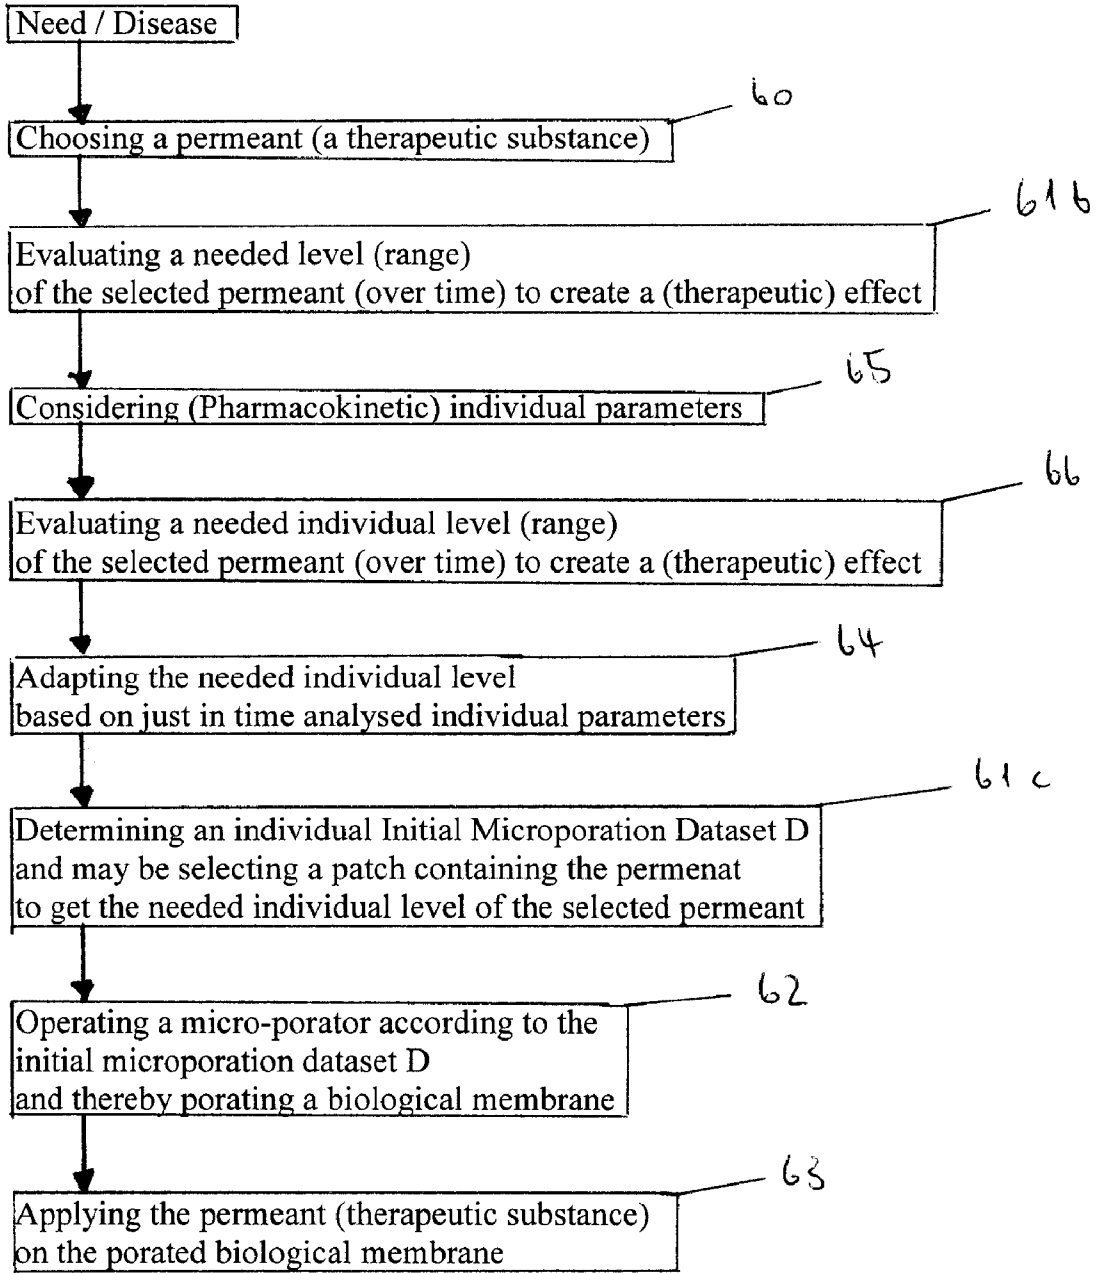 Need / Disease
60
Choosing a permeant (a therapeutic substance)
61b
Evaluating a needed level (range)
of the selected permeant (over time) to create a (therapeutic) effect
65
Considering (Pharmacokinetic) individual parameters
66
Evaluating a needed individual level (range)
of the selected permeant (over time) to create a (therapeutic) effect
64
Adapting the needed individual level
based on just in time analysed individual parameters
61c
Determining an individual Initial Microporation Dataset D
and may be selecting a patch containing the permenat
to get the needed individual level of the selected permeant
62
Operating a micro-porator according to the
initial microporation dataset D
and thereby porating a biological membrane
63
Applying the permeant (therapeutic substance)
on the porated biological membrane